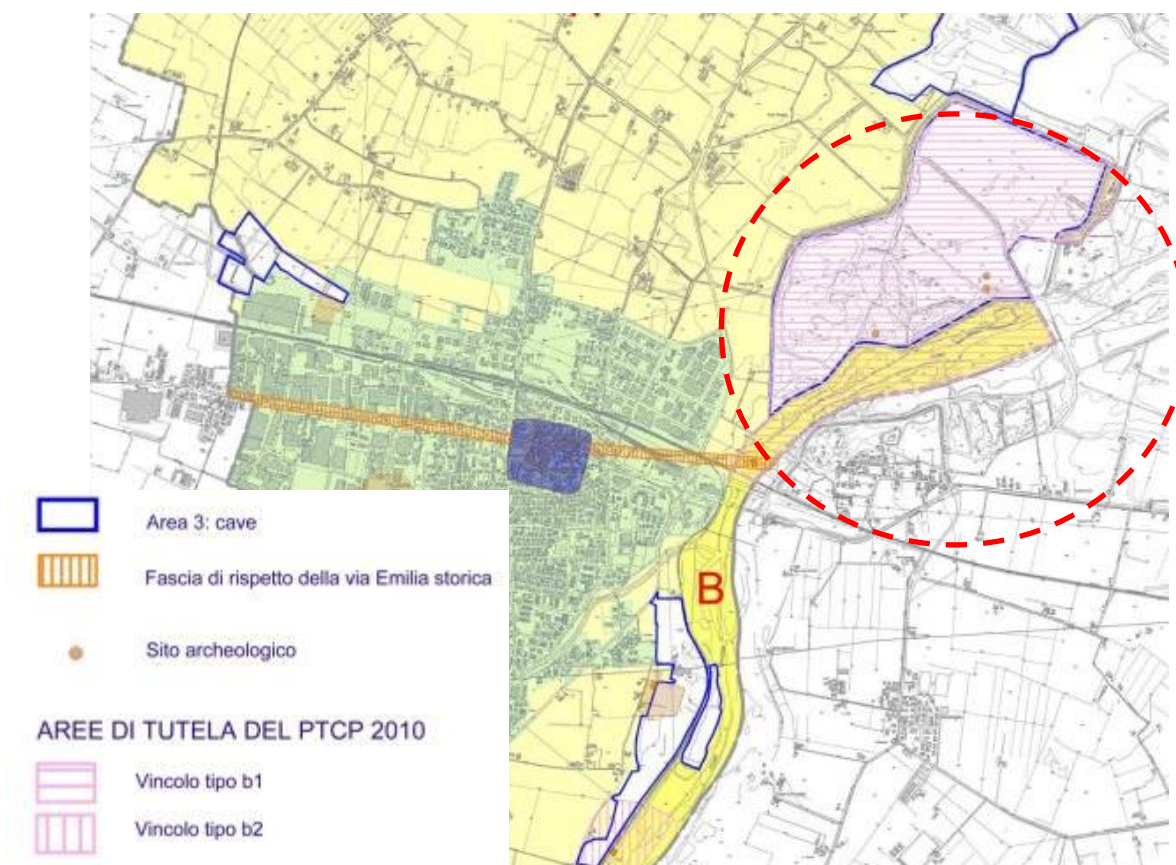 B
Area 3: cave
Fascia di rispetto della via Emilia storica
Sito archeologico
AREE DI TUTELA DEL PTCP 2010
Vincolo tipo b1
Vincolo tipo b2